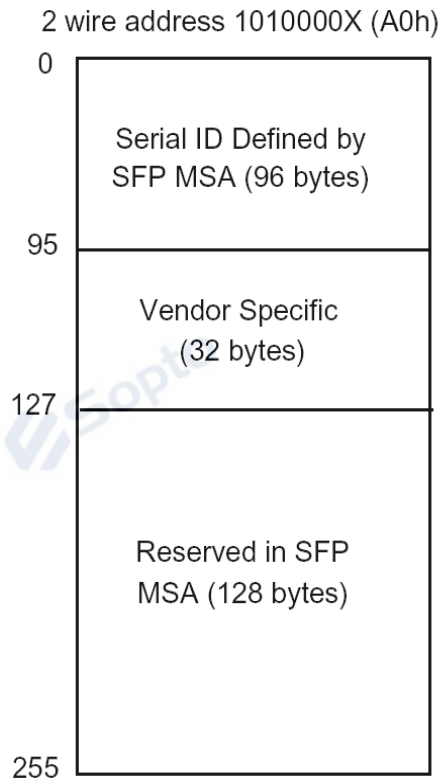 2 wire address 1010000X (A0h)
0
Serial ID Defined by
SFP MSA (96 bytes)
95
Vendor Specific
(32 bytes)
127
Reserved in SFP
MSA (128 bytes)
255